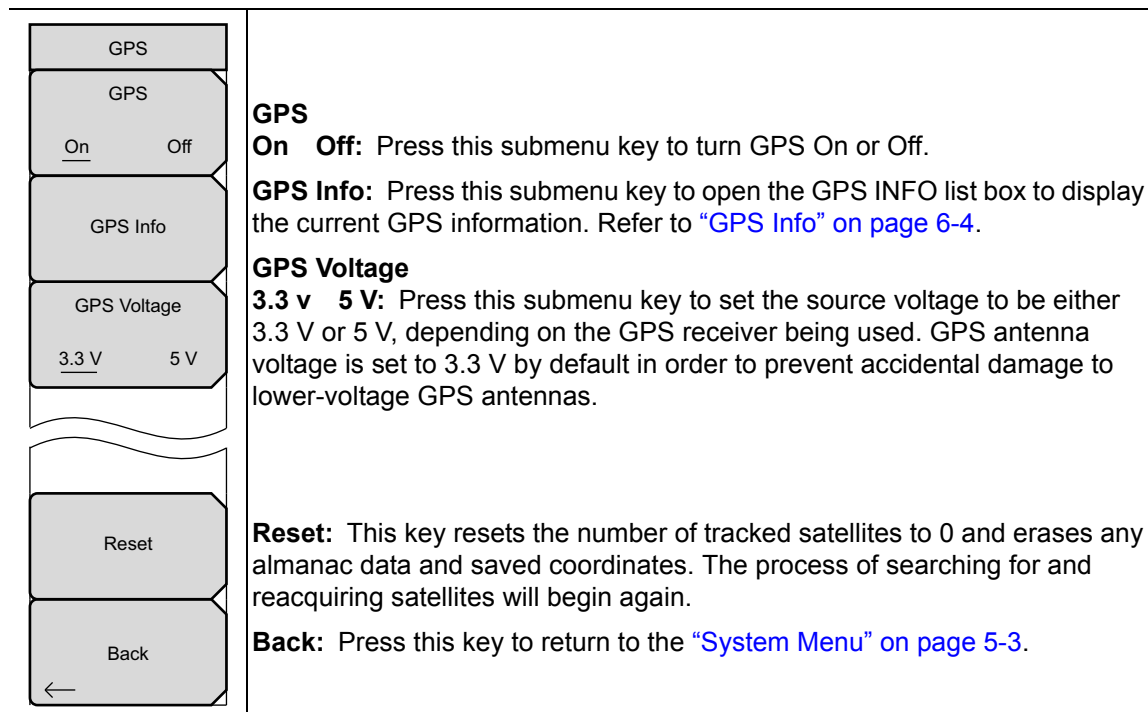 GPS
GPS
On Off
GPS Info
GPS Voltage
3.3 V 5 V
Reset
Back
GPS
On Off: Press this submenu key to turn GPS On or Off.
GPS Info: Press this submenu key to open the GPS INFO list box to display
the current GPS information. Refer to “GPS Info” on page 6-4.
GPS Voltage
3.3 v 5 V: Press this submenu key to set the source voltage to be either
3.3 V or 5 V, depending on the GPS receiver being used. GPS antenna
voltage is set to 3.3 V by default in order to prevent accidental damage to
lower-voltage GPS antennas.
Reset: This key resets the number of tracked satellites to 0 and erases any
almanac data and saved coordinates. The process of searching for and
reacquiring satellites will begin again.
Back: Press this key to return to the “System Menu” on page 5-3.